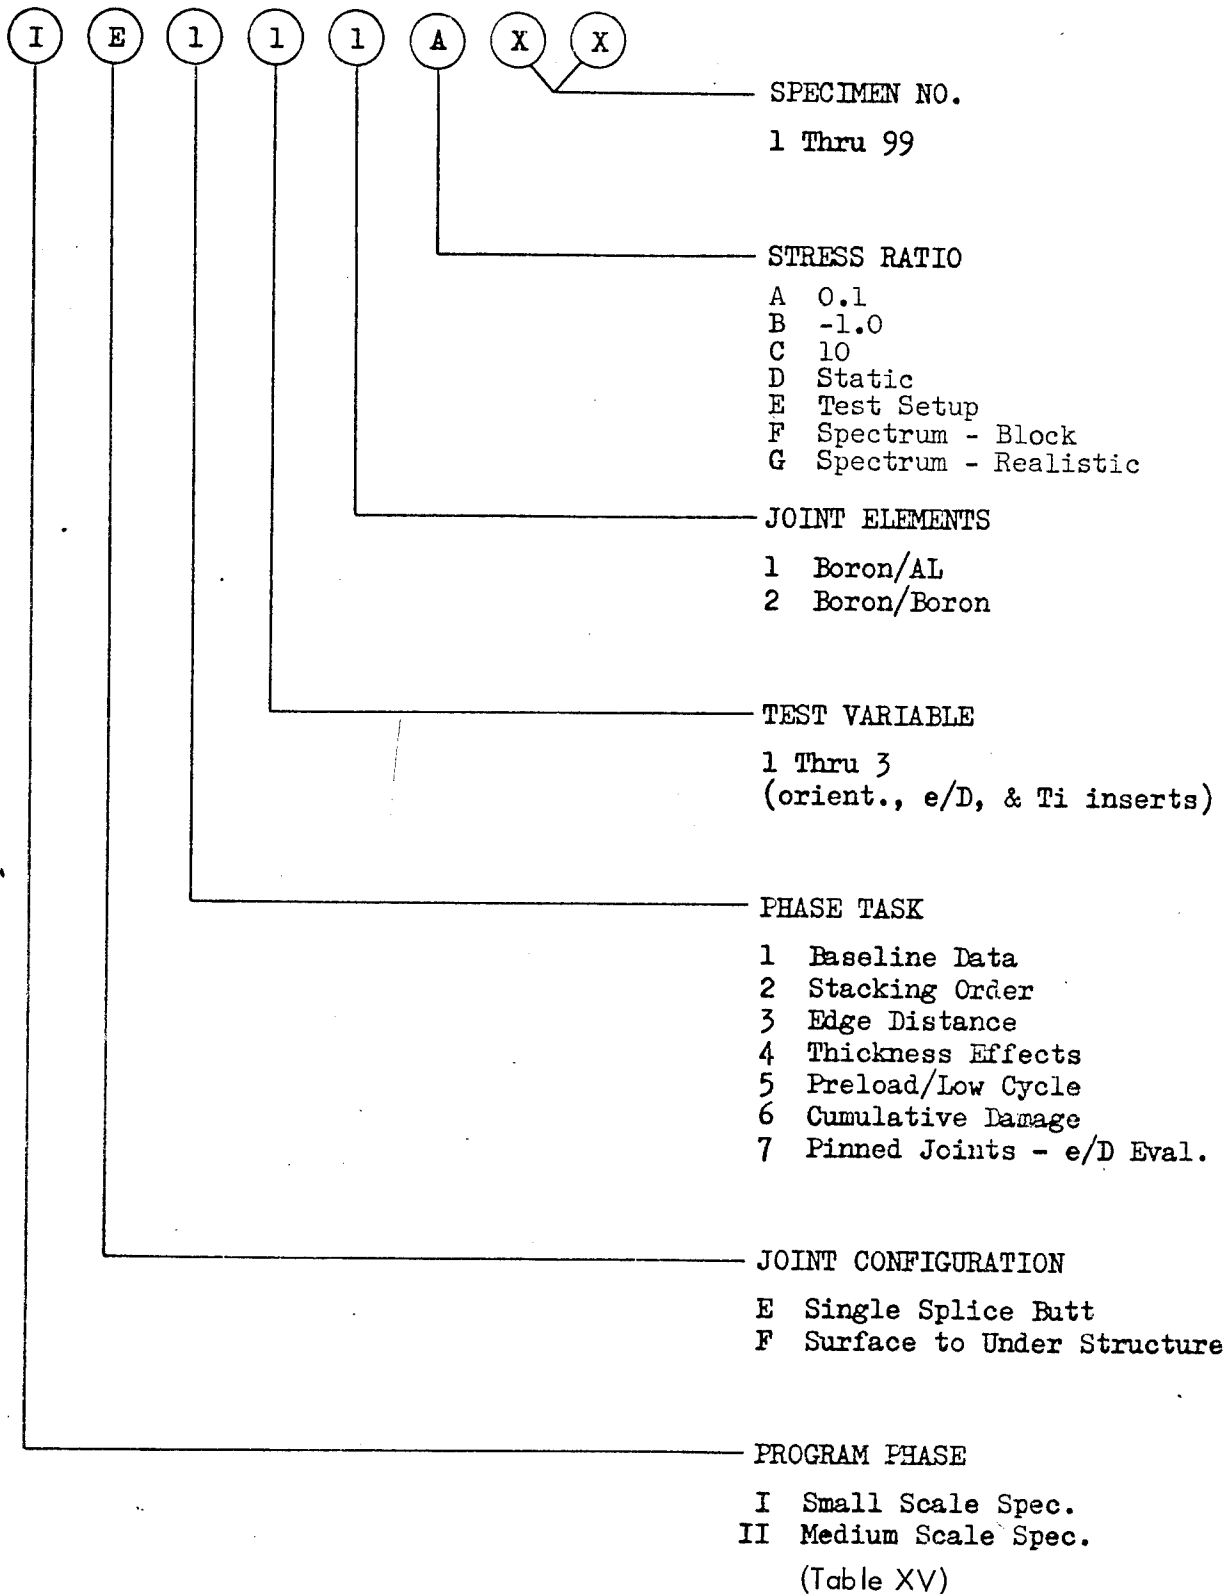 I E 1 1 1 A X X
SPECIMEN NO.
1 Thru 99
STRESS RATIO
A 0.1
B -1.0
C 10
D Static
E Test Setup
F Spectrum - Block
G Spectrum - Realistic
JOINT ELEMENTS
1 Boron/AL
2 Boron/Boron
TEST VARIABLE
1 Thru 3
(orient., e/D, & Ti inserts)
PHASE TASK
1 Baseline Data
2 Stacking Order
3 Edge Distance
4 Thickness Effects
5 Preload/Low Cycle
6 Cumulative Damage
7 Pinned Joints - e/D Eval.
JOINT CONFIGURATION
E Single Splice Butt
F Surface to Under Structure
PROGRAM PHASE
I Small Scale Spec.
II Medium Scale Spec.
(Table XV)